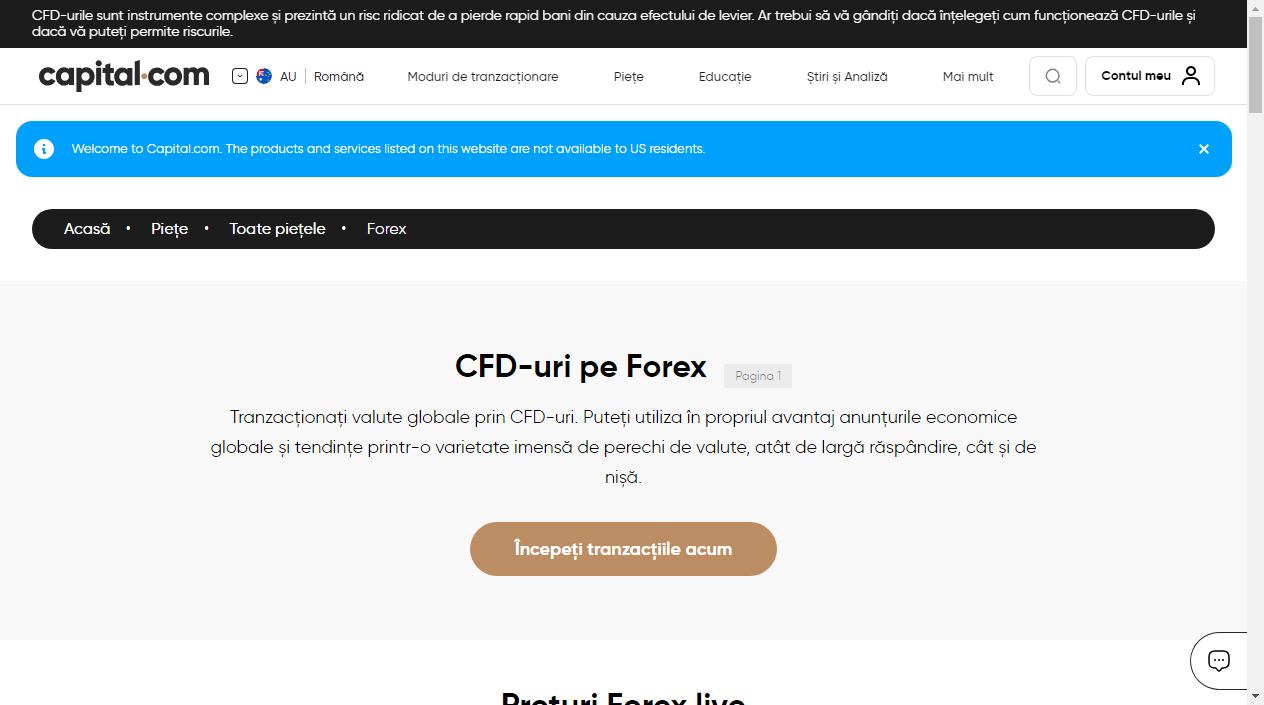 CFD-urile sunt instrumente complexe și prezintă un risc ridicat de a pierde rapid bani din cauza efectului de levier. Ar trebui să vă gândiți dacă înțelegeți cum funcționează CFD-urile și
dacă vă puteți permite riscurile.
capital.com AU Română Moduri de tranzacționare Piețe Educație Știri și Analiză Mai mult Contul meu
Welcome to Capital.com. The products and services listed on this website are not available to US residents.
Acasă • Piețe • Toate piețele • Forex
CFD-uri pe Forex Pagina 1
Tranzacționați valute globale prin CFD-uri. Puteți utiliza în propriul avantaj anunțurile economice
globale și tendințe printr-o varietate imensă de perechi de valute, atât de largă răspândire, cât și de
nișă.
Începeți tranzacțiile acum
Prețuri Forex live